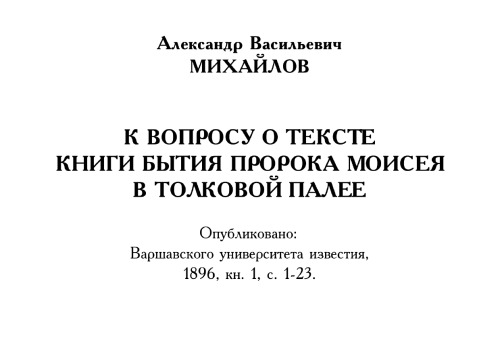 Александр Васильевич
МИХАЙЛОВ
К ВОПРОСУ О ТЕКСТЕ
КНИГИ БЫТИЯ ПРОРОКА МОИСЕЯ
В ТОЛКОВОЙ ПАЛЕЕ
Опубликовано:
Варшавского университета известия,
1896, кн. 1, с. 1-23.